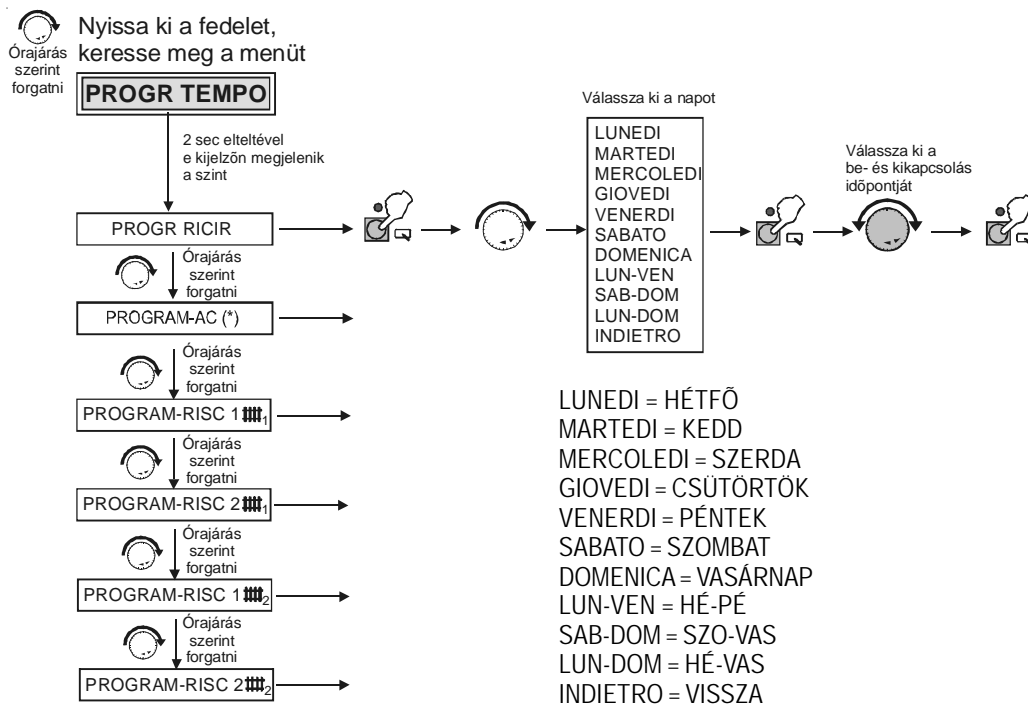 Nyissa ki a fedelet,
keresse meg a menüt
Órajárás
szerint
forgatni
PROGR TEMPO
2 sec elteltével
e kijelzőn megjelenik
a szint
PROGR RICIR
Órajárás
szerint
forgatni
PROGRAM-AC (*)
Órajárás
szerint
forgatni
PROGRAM-RISC 1 1
Órajárás
szerint
forgatni
PROGRAM-RISC 2 1
Órajárás
szerint
forgatni
PROGRAM-RISC 1 2
Órajárás
szerint
forgatni
PROGRAM-RISC 2 2
Válassza ki a napot
LUNEDI
MARTEDI
MERCOLEDI
GIOVEDI
VENERDI
SABATO
DOMENICA
LUN-VEN
SAB-DOM
LUN-DOM
INDIETRO
Válassza ki a
be- és kikapcsolás
időpontját
LUNEDI = HÉTFÕ
MARTEDI = KEDD
MERCOLEDI = SZERDA
GIOVEDI = CSÜTÖRTÖK
VENERDI = PÉNTEK
SABATO = SZOMBAT
DOMENICA = VASÁRNAP
LUN-VEN = HÉ-PÉ
SAB-DOM = SZO-VAS
LUN-DOM = HÉ-VAS
INDIETRO = VISSZA